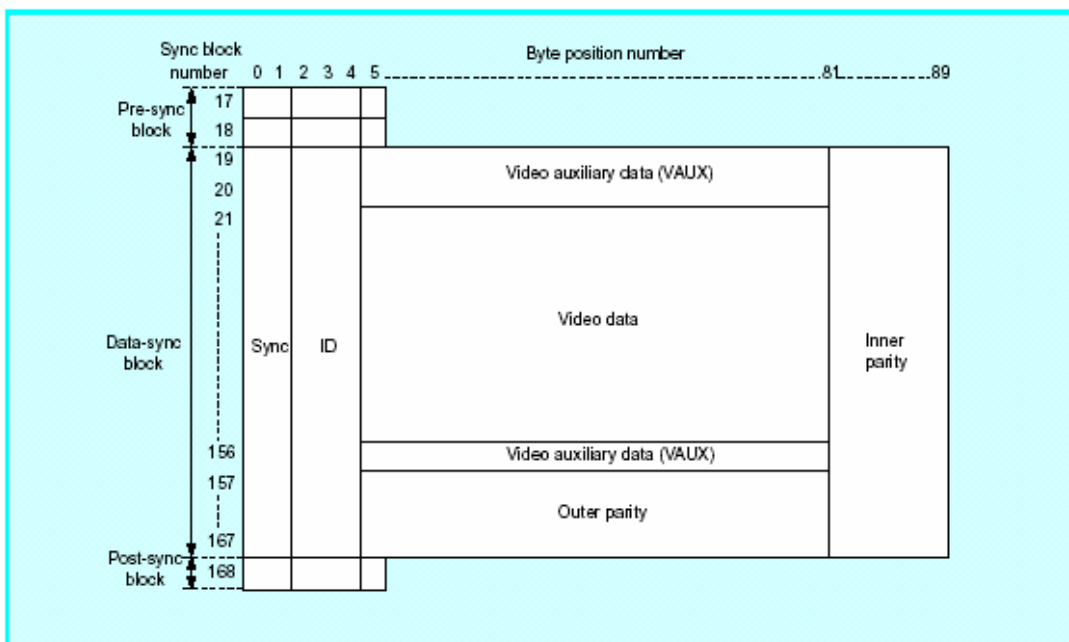 Sync block
number
Byte position number
0 1 2 3 4 5 81 89
Pre-sync
block
17
18
19
Video auxiliary data (VAUX)
20
21
Data-sync
block
Sync
ID
Video data
Inner
parity
156
Video auxiliary data (VAUX)
157
Outer parity
167
Post-sync
block
168